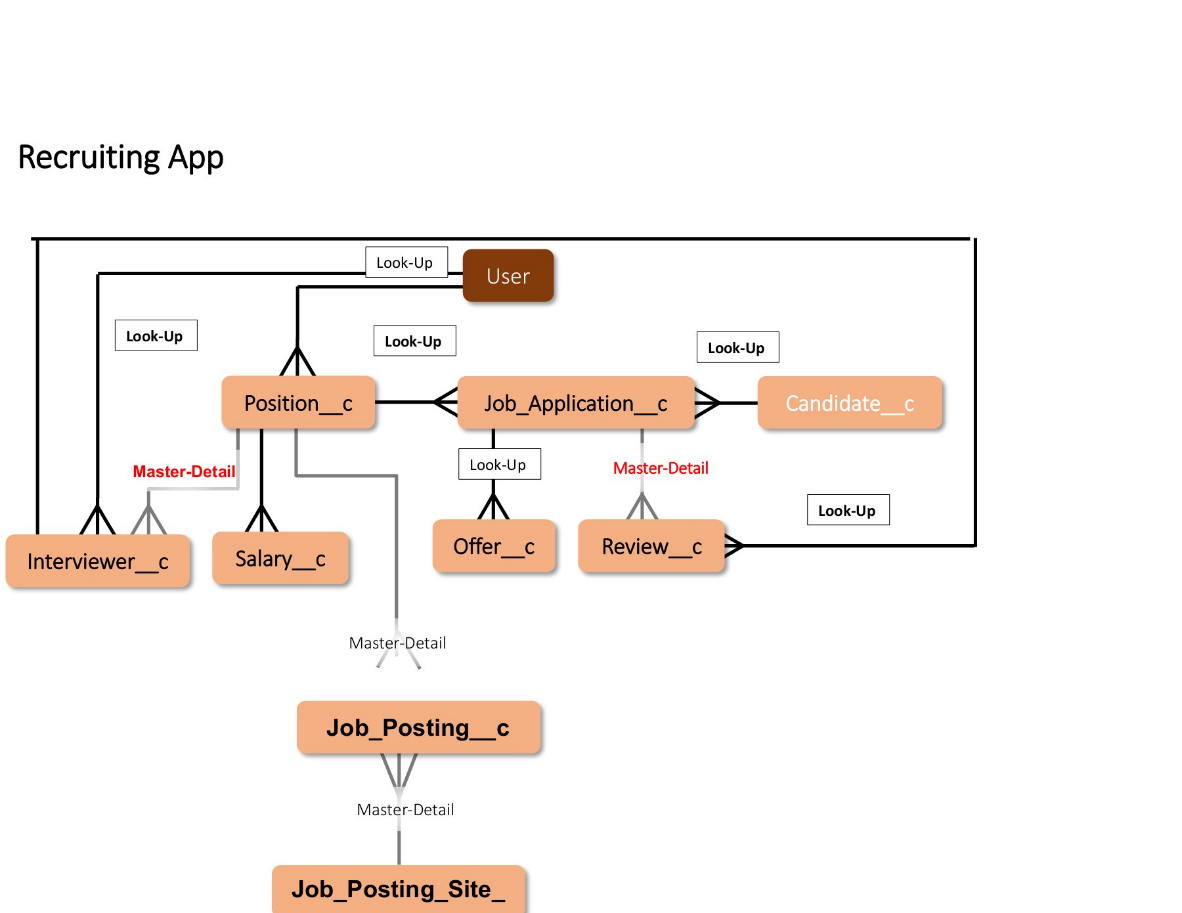 Recruiting App
Look-Up
User
Look-Up
Look-Up
Look-Up
Position__c
Job_Application__c
Candidate__c
Master-Detail
Look-Up
Master-Detail
Look-Up
Interviewer__c
Salary__c
Offer__c
Review__c
Master-Detail
Job_Posting__c
Master-Detail
Job_Posting_Site_